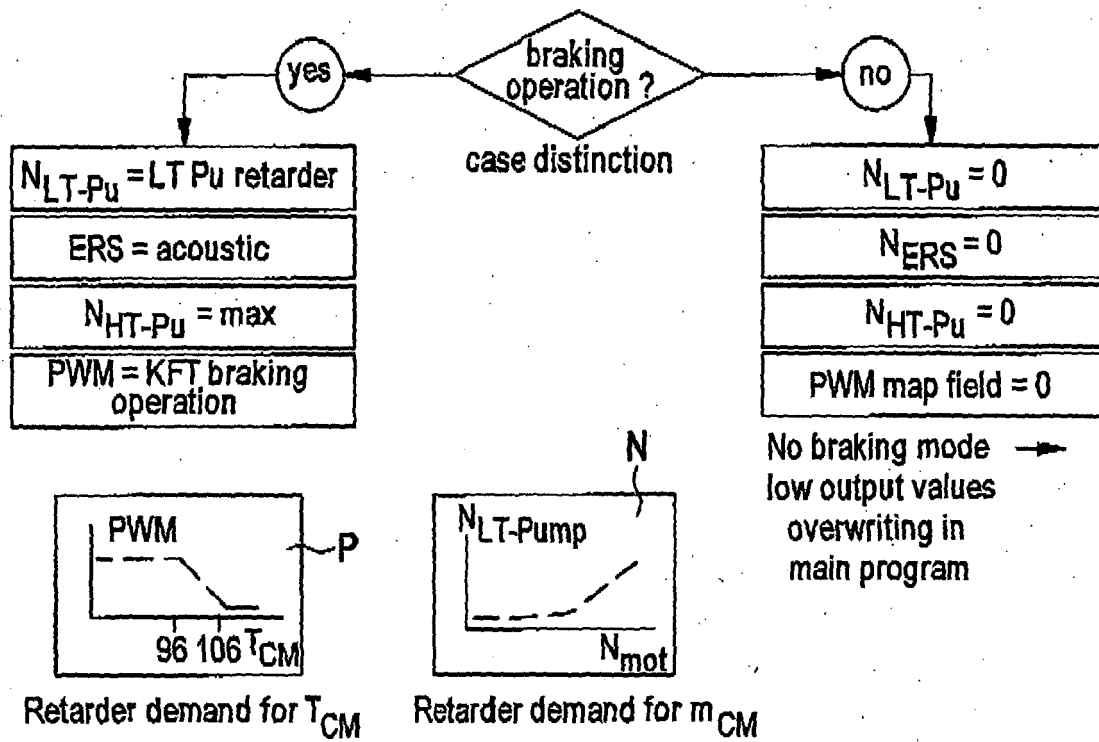 yes
braking
operation ?
no
case distinction
N_LT-Pu = LT Pu retarder
ERS = acoustic
N_HT-Pu = max
PWM = KFT braking
operation
N_LT-Pu = 0
N_ERS = 0
N_HT-Pu = 0
PWM map field = 0
No braking mode →
low output values
overwriting in
main program
PWM
P
96 106 T_CM
Retarder demand for T_CM
N
N_LT-Pump
N_mot
Retarder demand for m_CM